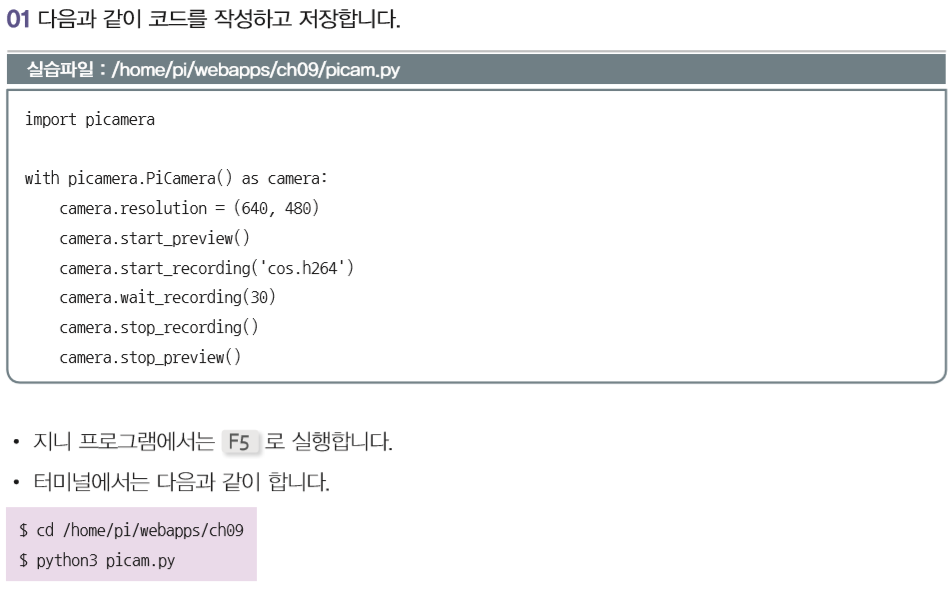 01 다음과 같이 코드를 작성하고 저장합니다.
실습파일 : /home/pi/webapps/ch09/picam.py
import picamera
with picamera.PiCamera() as camera:
    camera.resolution = (640, 480)
    camera.start_preview()
    camera.start_recording('cos.h264')
    camera.wait_recording(30)
    camera.stop_recording()
    camera.stop_preview()
• 지니 프로그램에서는 F5 로 실행합니다.
• 터미널에서는 다음과 같이 합니다.
$ cd /home/pi/webapps/ch09
$ python3 picam.py